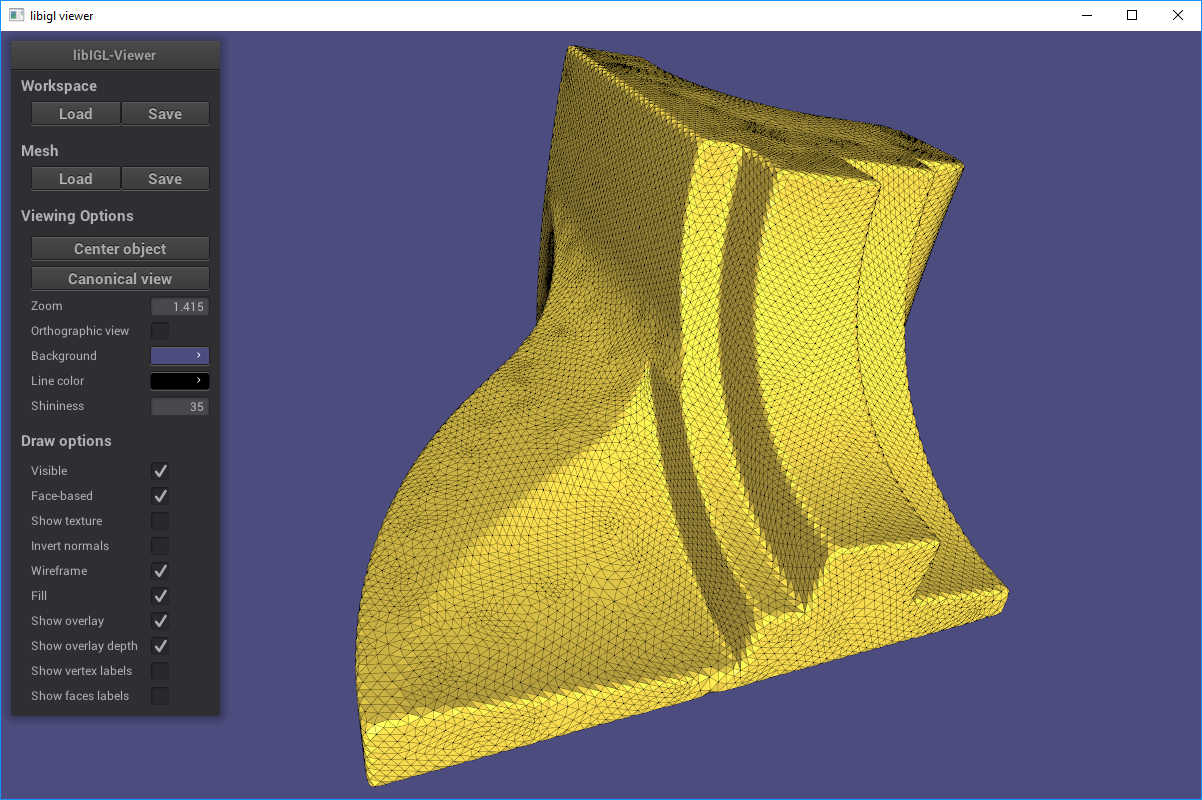 libigl viewer
libIGL-Viewer
Workspace
Load Save
Mesh
Load Save
Viewing Options
Center object
Canonical view
Zoom 1.415
Orthographic view
Background
Line color
Shininess 35
Draw options
Visible
Face-based
Show texture
Invert normals
Wireframe
Fill
Show overlay
Show overlay depth
Show vertex labels
Show faces labels